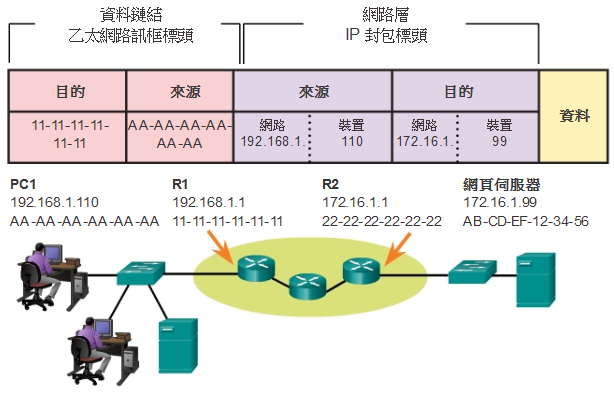 資料鏈結
乙太網路訊框標頭
網路層
IP 封包標頭
目的
來源
來源
目的
資料
11-11-11-11-
11-11
AA-AA-AA-AA-
AA-AA
網路
192.168.1.
裝置
110
網路
172.16.1.
裝置
99
PC1
192.168.1.110
AA-AA-AA-AA-AA-AA
R1
192.168.1.1
11-11-11-11-11-11
R2
172.16.1.1
22-22-22-22-22-22
網頁伺服器
172.16.1.99
AB-CD-EF-12-34-56